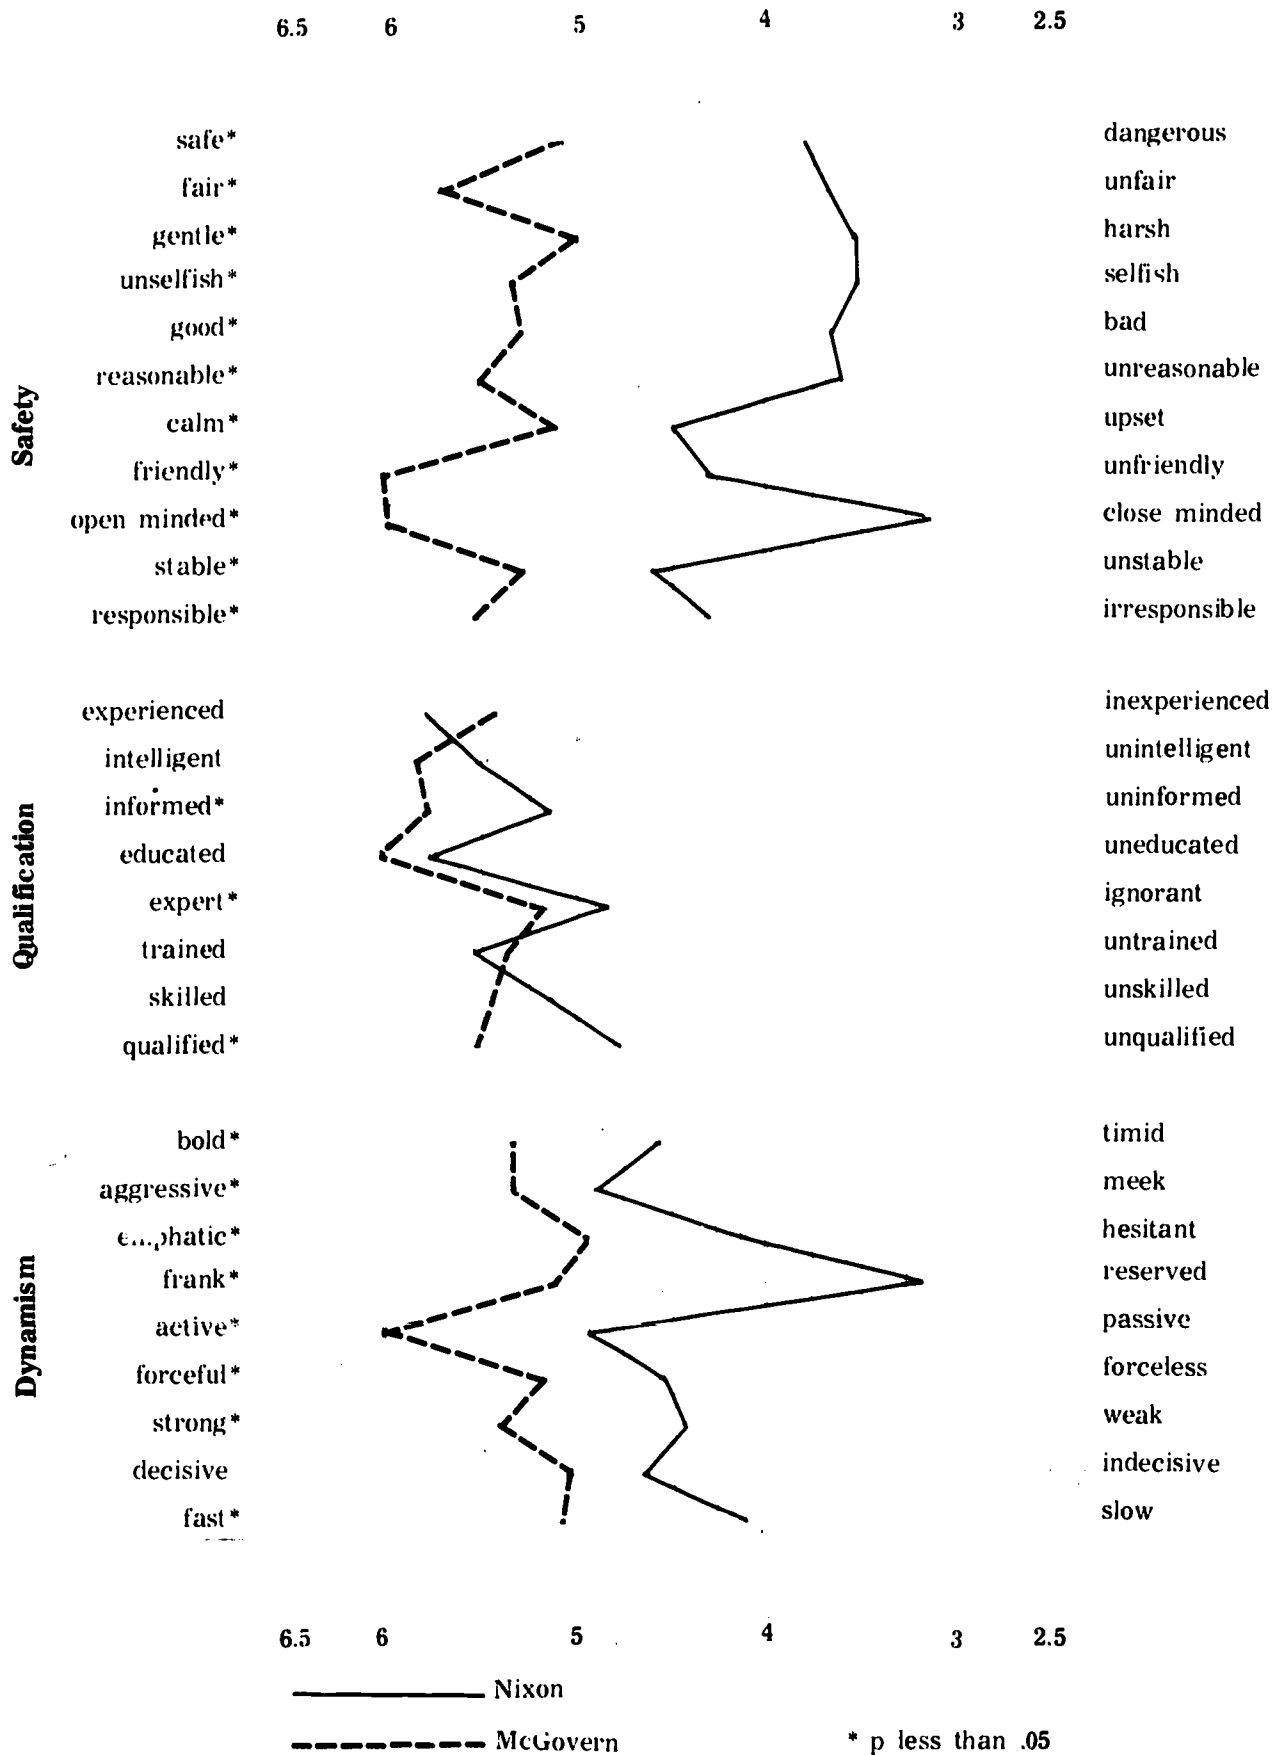 6.5 6 5 4 3 2.5
Safety
safe* dangerous
fair* unfair
gentle* harsh
unselfish* selfish
good* bad
reasonable* unreasonable
calm* upset
friendly* unfriendly
open minded* close minded
stable* unstable
responsible* irresponsible
Qualification
experienced inexperienced
intelligent unintelligent
informed* uninformed
educated uneducated
expert* ignorant
trained untrained
skilled unskilled
qualified* unqualified
Dynamism
bold* timid
aggressive* meek
emphatic* hesitant
frank* reserved
active* passive
forceful* forceless
strong* weak
decisive indecisive
fast* slow
6.5 6 5 4 3 2.5
Nixon
McGovern * p less than .05